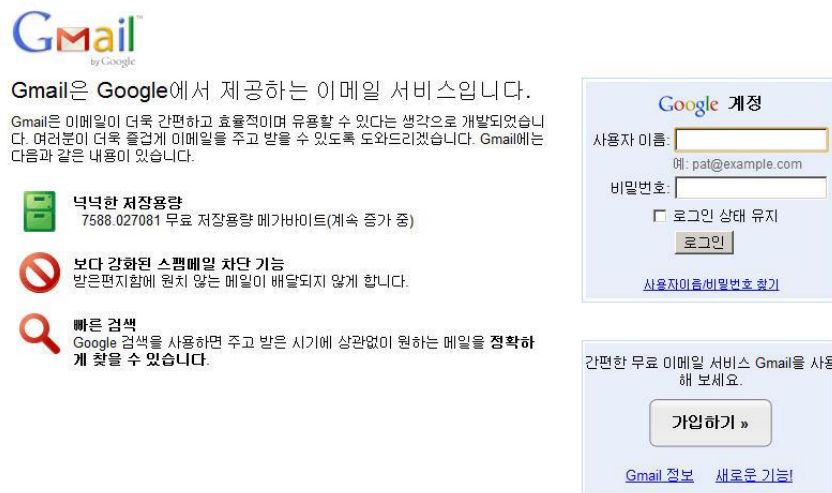 Gmail
by Google
Gmail은 Google에서 제공하는 이메일 서비스입니다.
Gmail은 이메일이 더욱 간편하고 효율적이며 유용할 수 있다는 생각으로 개발되었습니
다. 여러분이 더욱 즐겁게 이메일을 주고 받을 수 있도록 도와드리겠습니다. Gmail에는
다음과 같은 내용이 있습니다.
넉넉한 저장용량
7588.027081 무료 저장용량 메가바이트(계속 증가 중)
보다 강화된 스팸메일 차단 기능
받은편지함에 원치 않는 메일이 배달되지 않게 합니다.
빠른 검색
Google 검색을 사용하면 주고 받은 시기에 상관없이 원하는 메일을 정확하
게 찾을 수 있습니다.
Google 계정
사용자 이름:
예: pat@example.com
비밀번호:
로그인 상태 유지
로그인
사용자이름/비밀번호 찾기
간편한 무료 이메일 서비스 Gmail을 사용
해 보세요.
가입하기 »
Gmail 정보 새로운 기능!